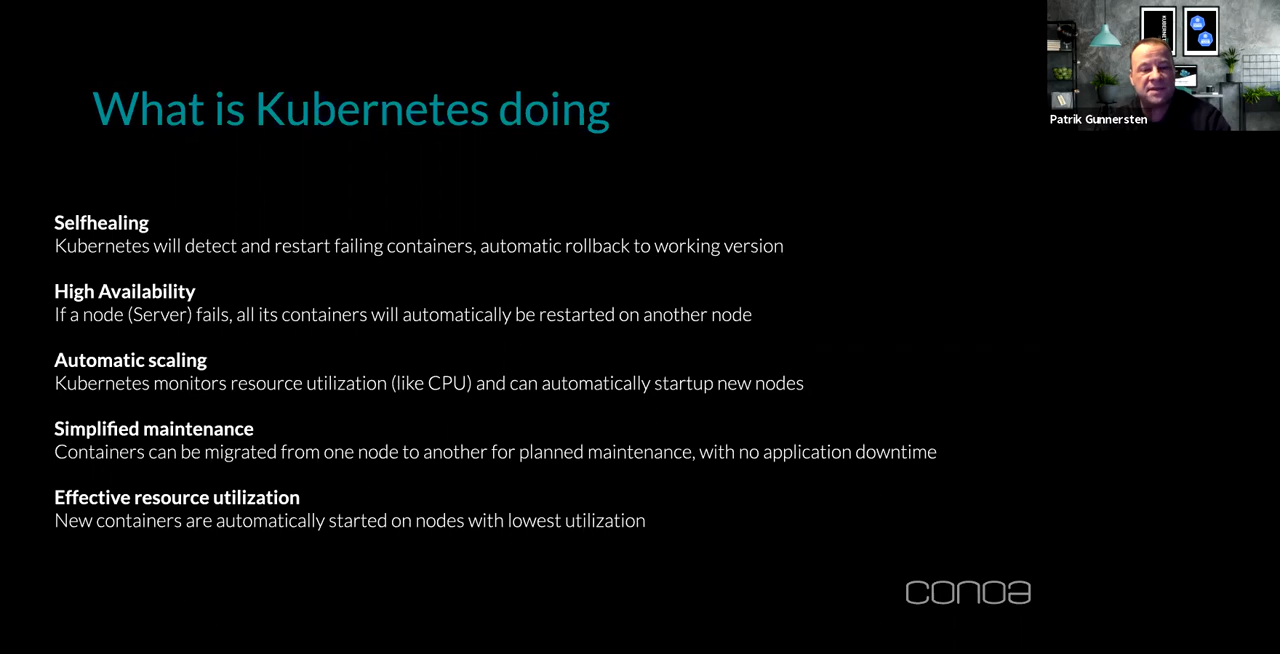 What is Kubernetes doing
Patrik Gunnersten
Selfhealing
Kubernetes will detect and restart failing containers, automatic rollback to working version
High Availability
If a node (Server) fails, all its containers will automatically be restarted on another node
Automatic scaling
Kubernetes monitors resource utilization (like CPU) and can automatically startup new nodes
Simplified maintenance
Containers can be migrated from one node to another for planned maintenance, with no application downtime
Effective resource utilization
New containers are automatically started on nodes with lowest utilization
conoa